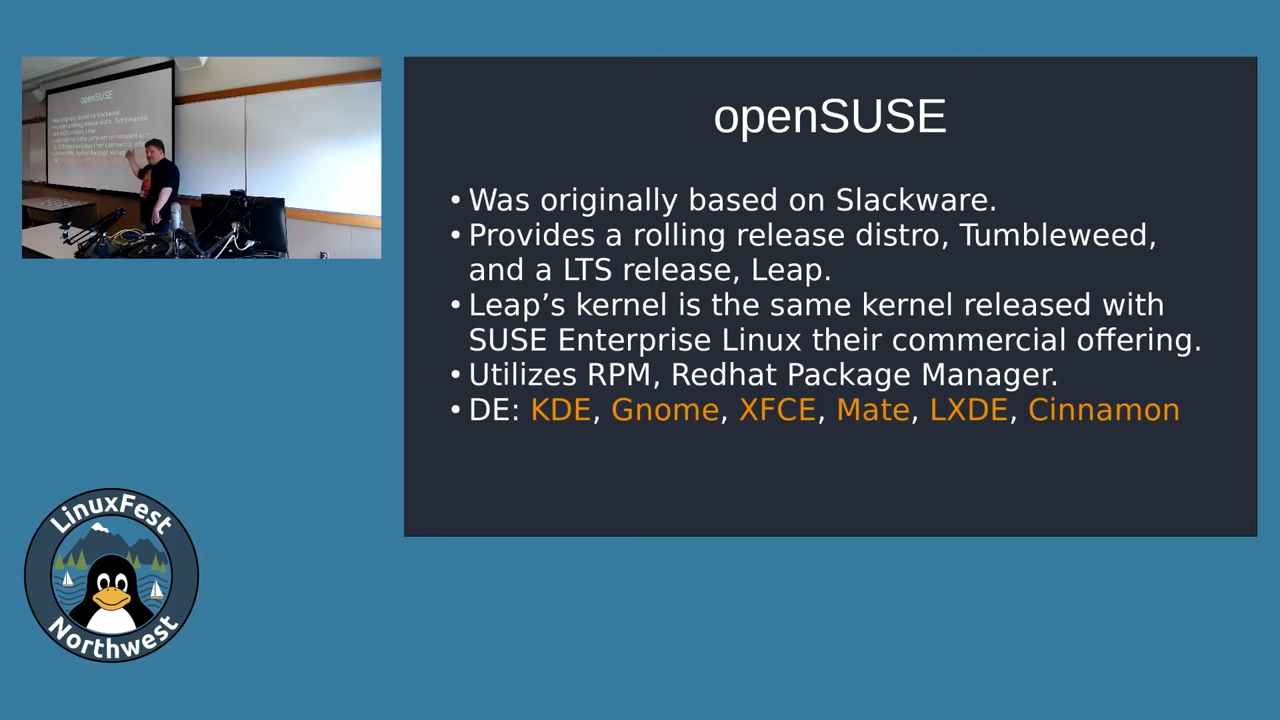 openSUSE
• Was originally based on Slackware.
• Provides a rolling release distro, Tumbleweed,
and a LTS release, Leap.
• Leap’s kernel is the same kernel released with
SUSE Enterprise Linux their commercial offering.
• Utilizes RPM, Redhat Package Manager.
• DE: KDE, Gnome, XFCE, Mate, LXDE, Cinnamon
openSUSE
LinuxFest
Northwest